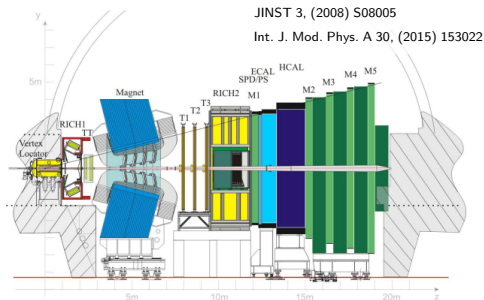 JINST 3, (2008) S08005
Int. J. Mod. Phys. A 30, (2015) 153022
y
5m
Vertex
Locator
RICH1
TT
Magnet
T1
T2
T3
RICH2
SPD/PS
M1
ECAL
HCAL
M2
M3
M4
M5
5m
10m
15m
20m
z